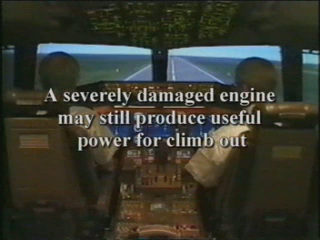 A severely damaged engine
may still produce useful
power for climb out